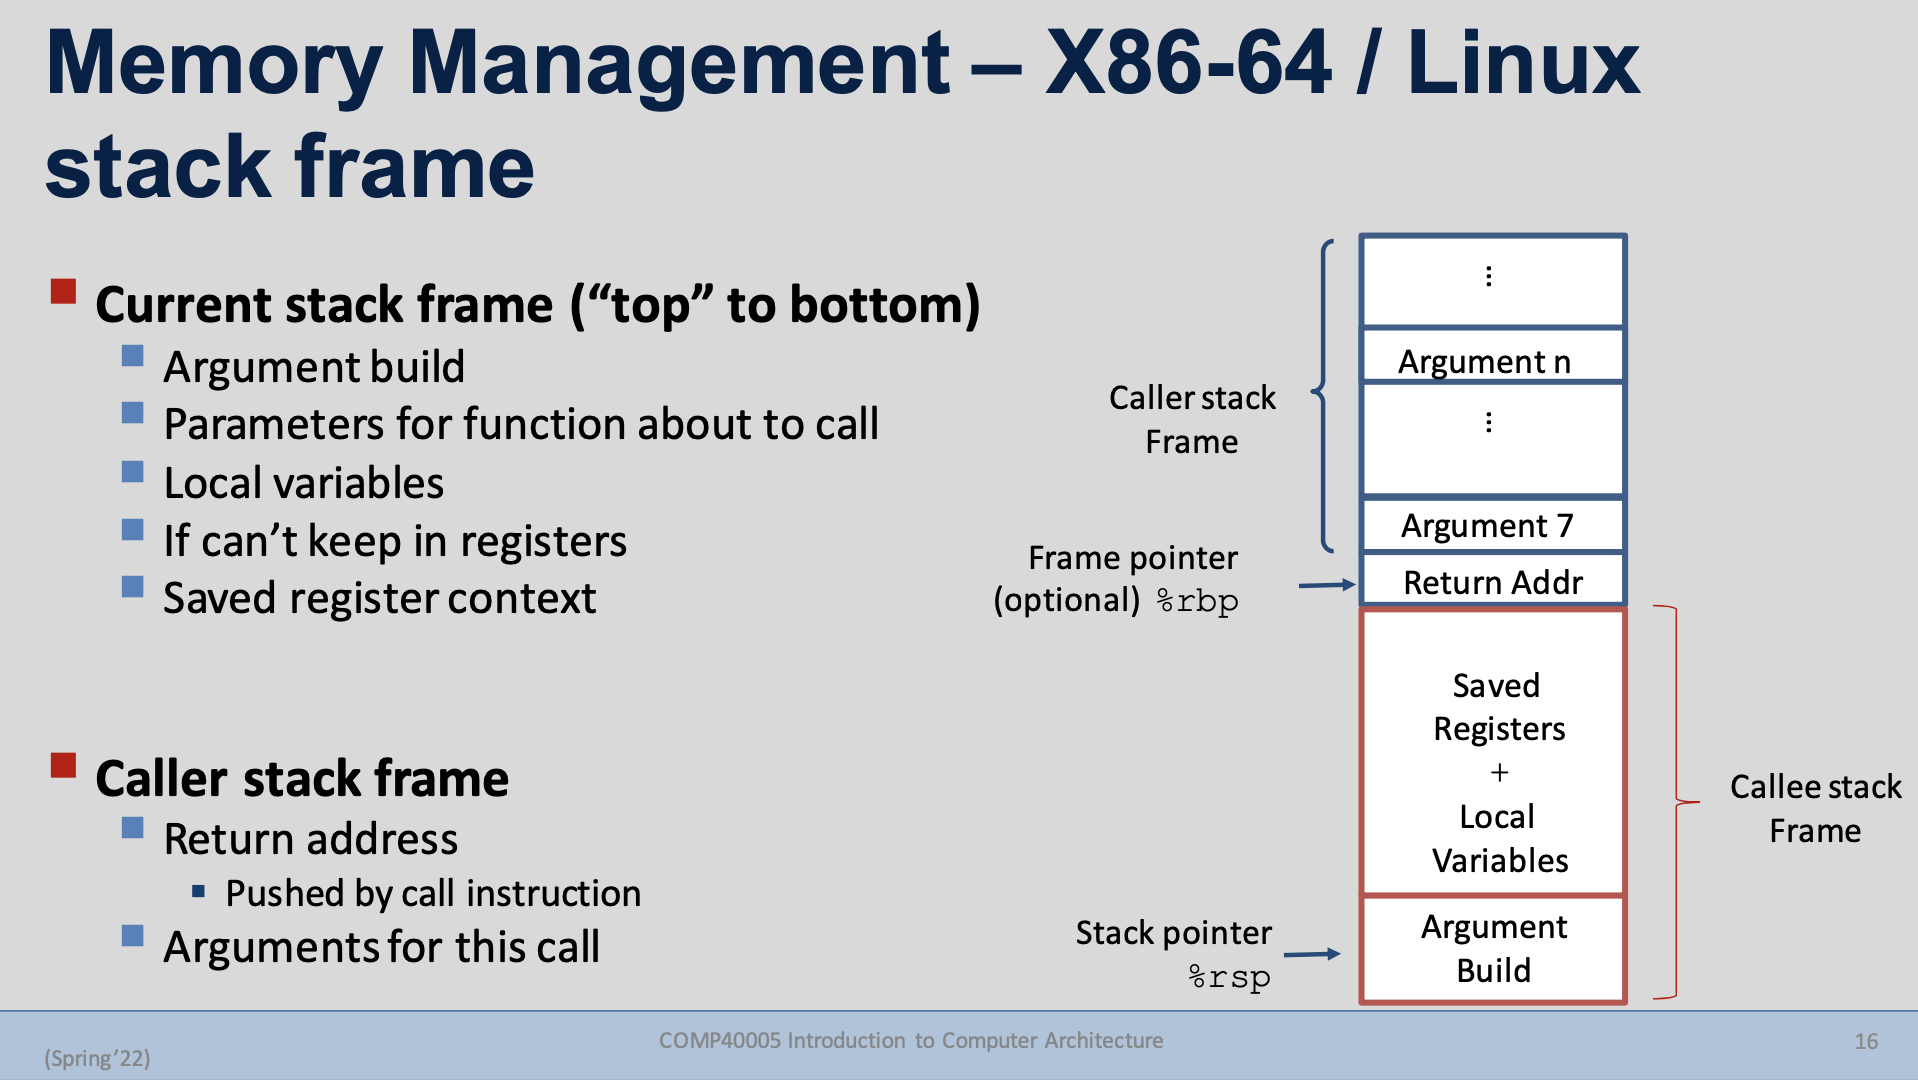 Memory Management – X86-64 / Linux
stack frame
Current stack frame (“top” to bottom)
Argument build
Parameters for function about to call
Local variables
If can’t keep in registers
Saved register context
Caller stack frame
Return address
Pushed by call instruction
Arguments for this call
Caller stack
Frame
Frame pointer
(optional) %rbp
Stack pointer
%rsp
⋮
Argument n
⋮
Argument 7
Return Addr
Saved
Registers
+
Local
Variables
Argument
Build
Callee stack
Frame
(Spring’22)
COMP40005 Introduction to Computer Architecture
16